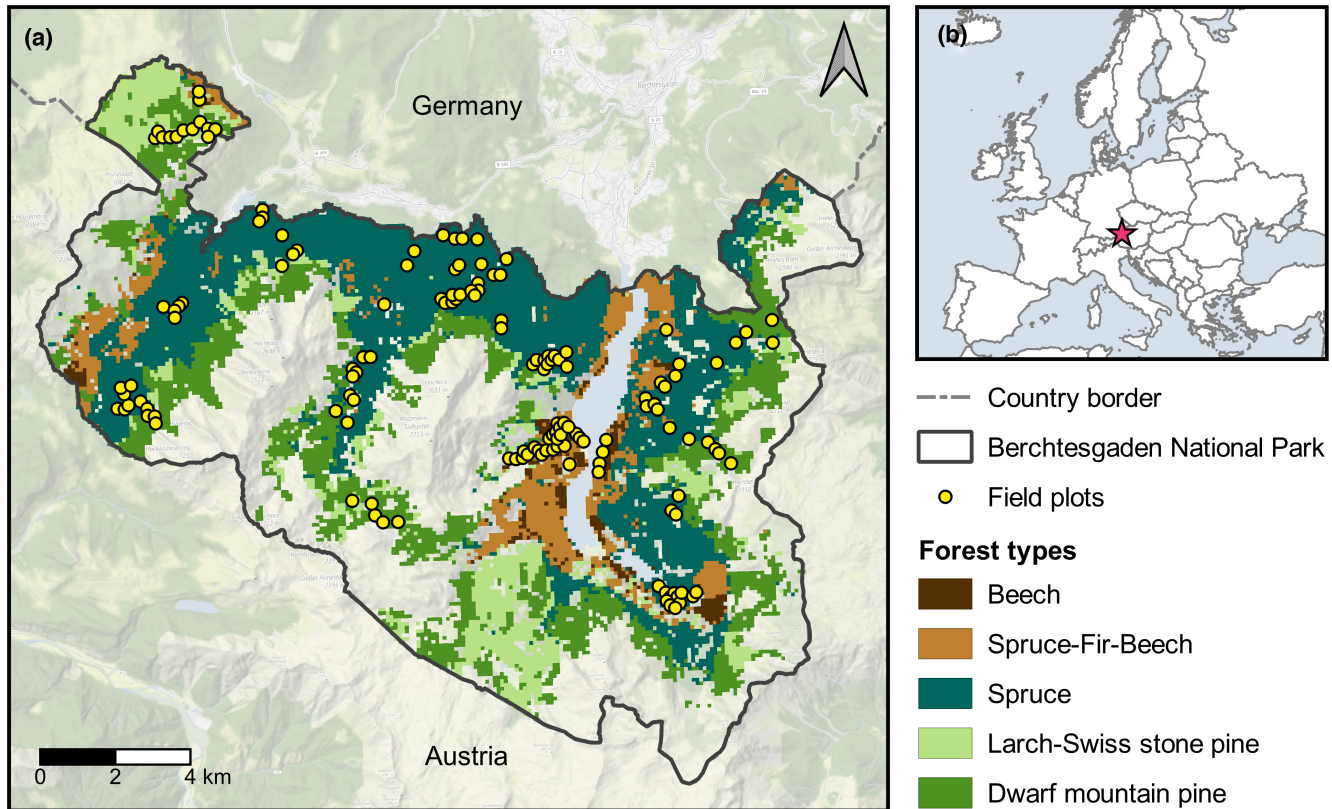 (a)
Germany
Berchtesgaden
(b)
Austria
0 2 4 km
Country border
Berchtesgaden National Park
Field plots
Forest types
Beech
Spruce-Fir-Beech
Spruce
Larch-Swiss stone pine
Dwarf mountain pine